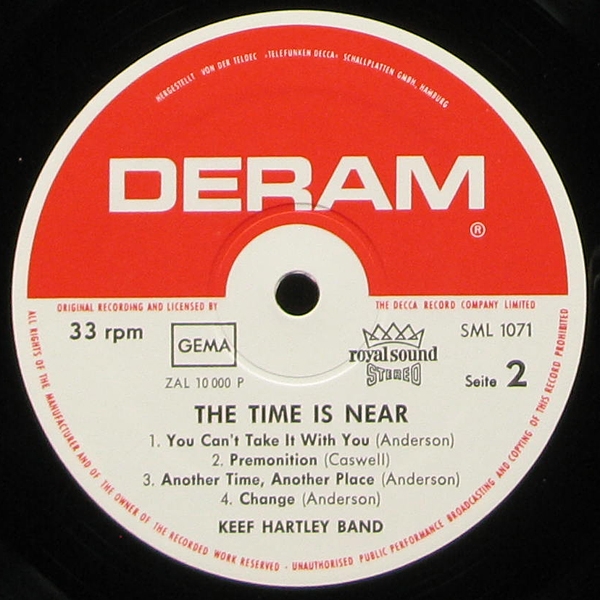 HERGESTELLT VON DER TELDEC »TELEFUNKEN DECCA« SCHALLPLATTEN GMBH, HAMBURG
DERAM
®
ORIGINAL RECORDING AND LICENSED BY THE DECCA RECORD COMPANY LIMITED
33 rpm
GEMA
ZAL 10 000 P
royal sound
STEREO
SML 1071
Seite 2
THE TIME IS NEAR
1. You Can't Take It With You (Anderson)
2. Premonition (Caswell)
3. Another Time, Another Place (Anderson)
4. Change (Anderson)
KEEF HARTLEY BAND
ALL RIGHTS OF THE MANUFACTURER AND OF THE OWNER OF THE RECORDED WORK RESERVED - UNAUTHORISED PUBLIC PERFORMANCE BROADCASTING AND COPYING OF THIS RECORD PROHIBITED